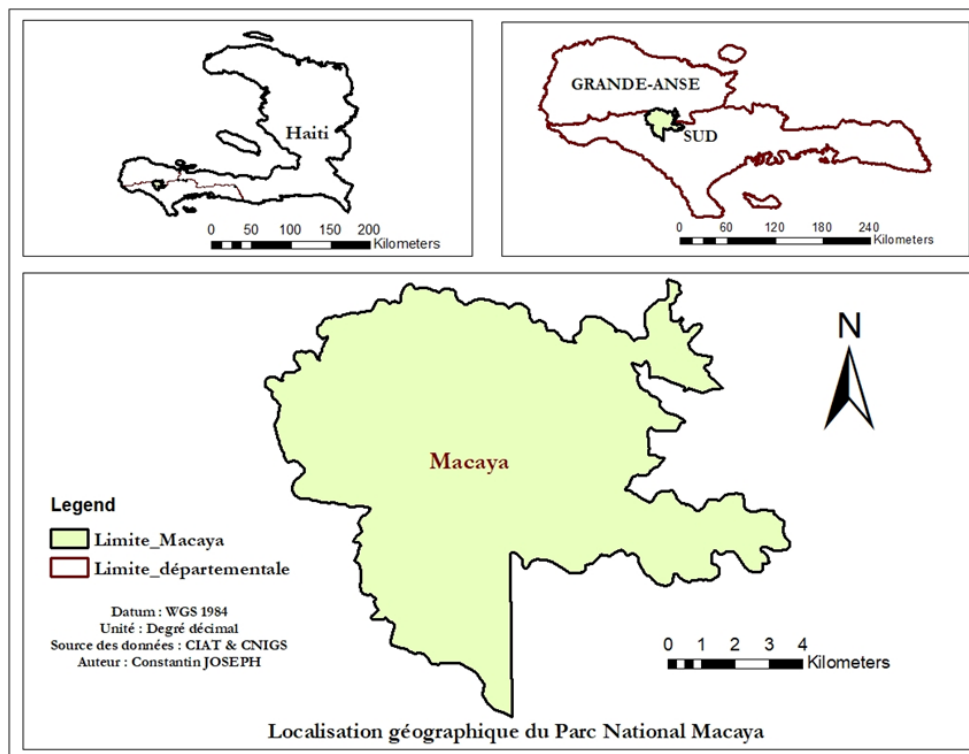 Haiti
0 50 100 150 200
Kilometers
GRANDE-ANSE
SUD
0 60 120 180 240
Kilometers
N
Macaya
Legend
Limite_Macaya
Limite_départementale
Datum : WGS 1984
Unité : Degré décimal
Source des données : CIAT & CNIGS
Auteur : Constantin JOSEPH
0 1 2 3 4
Kilometers
Localisation géographique du Parc National Macaya